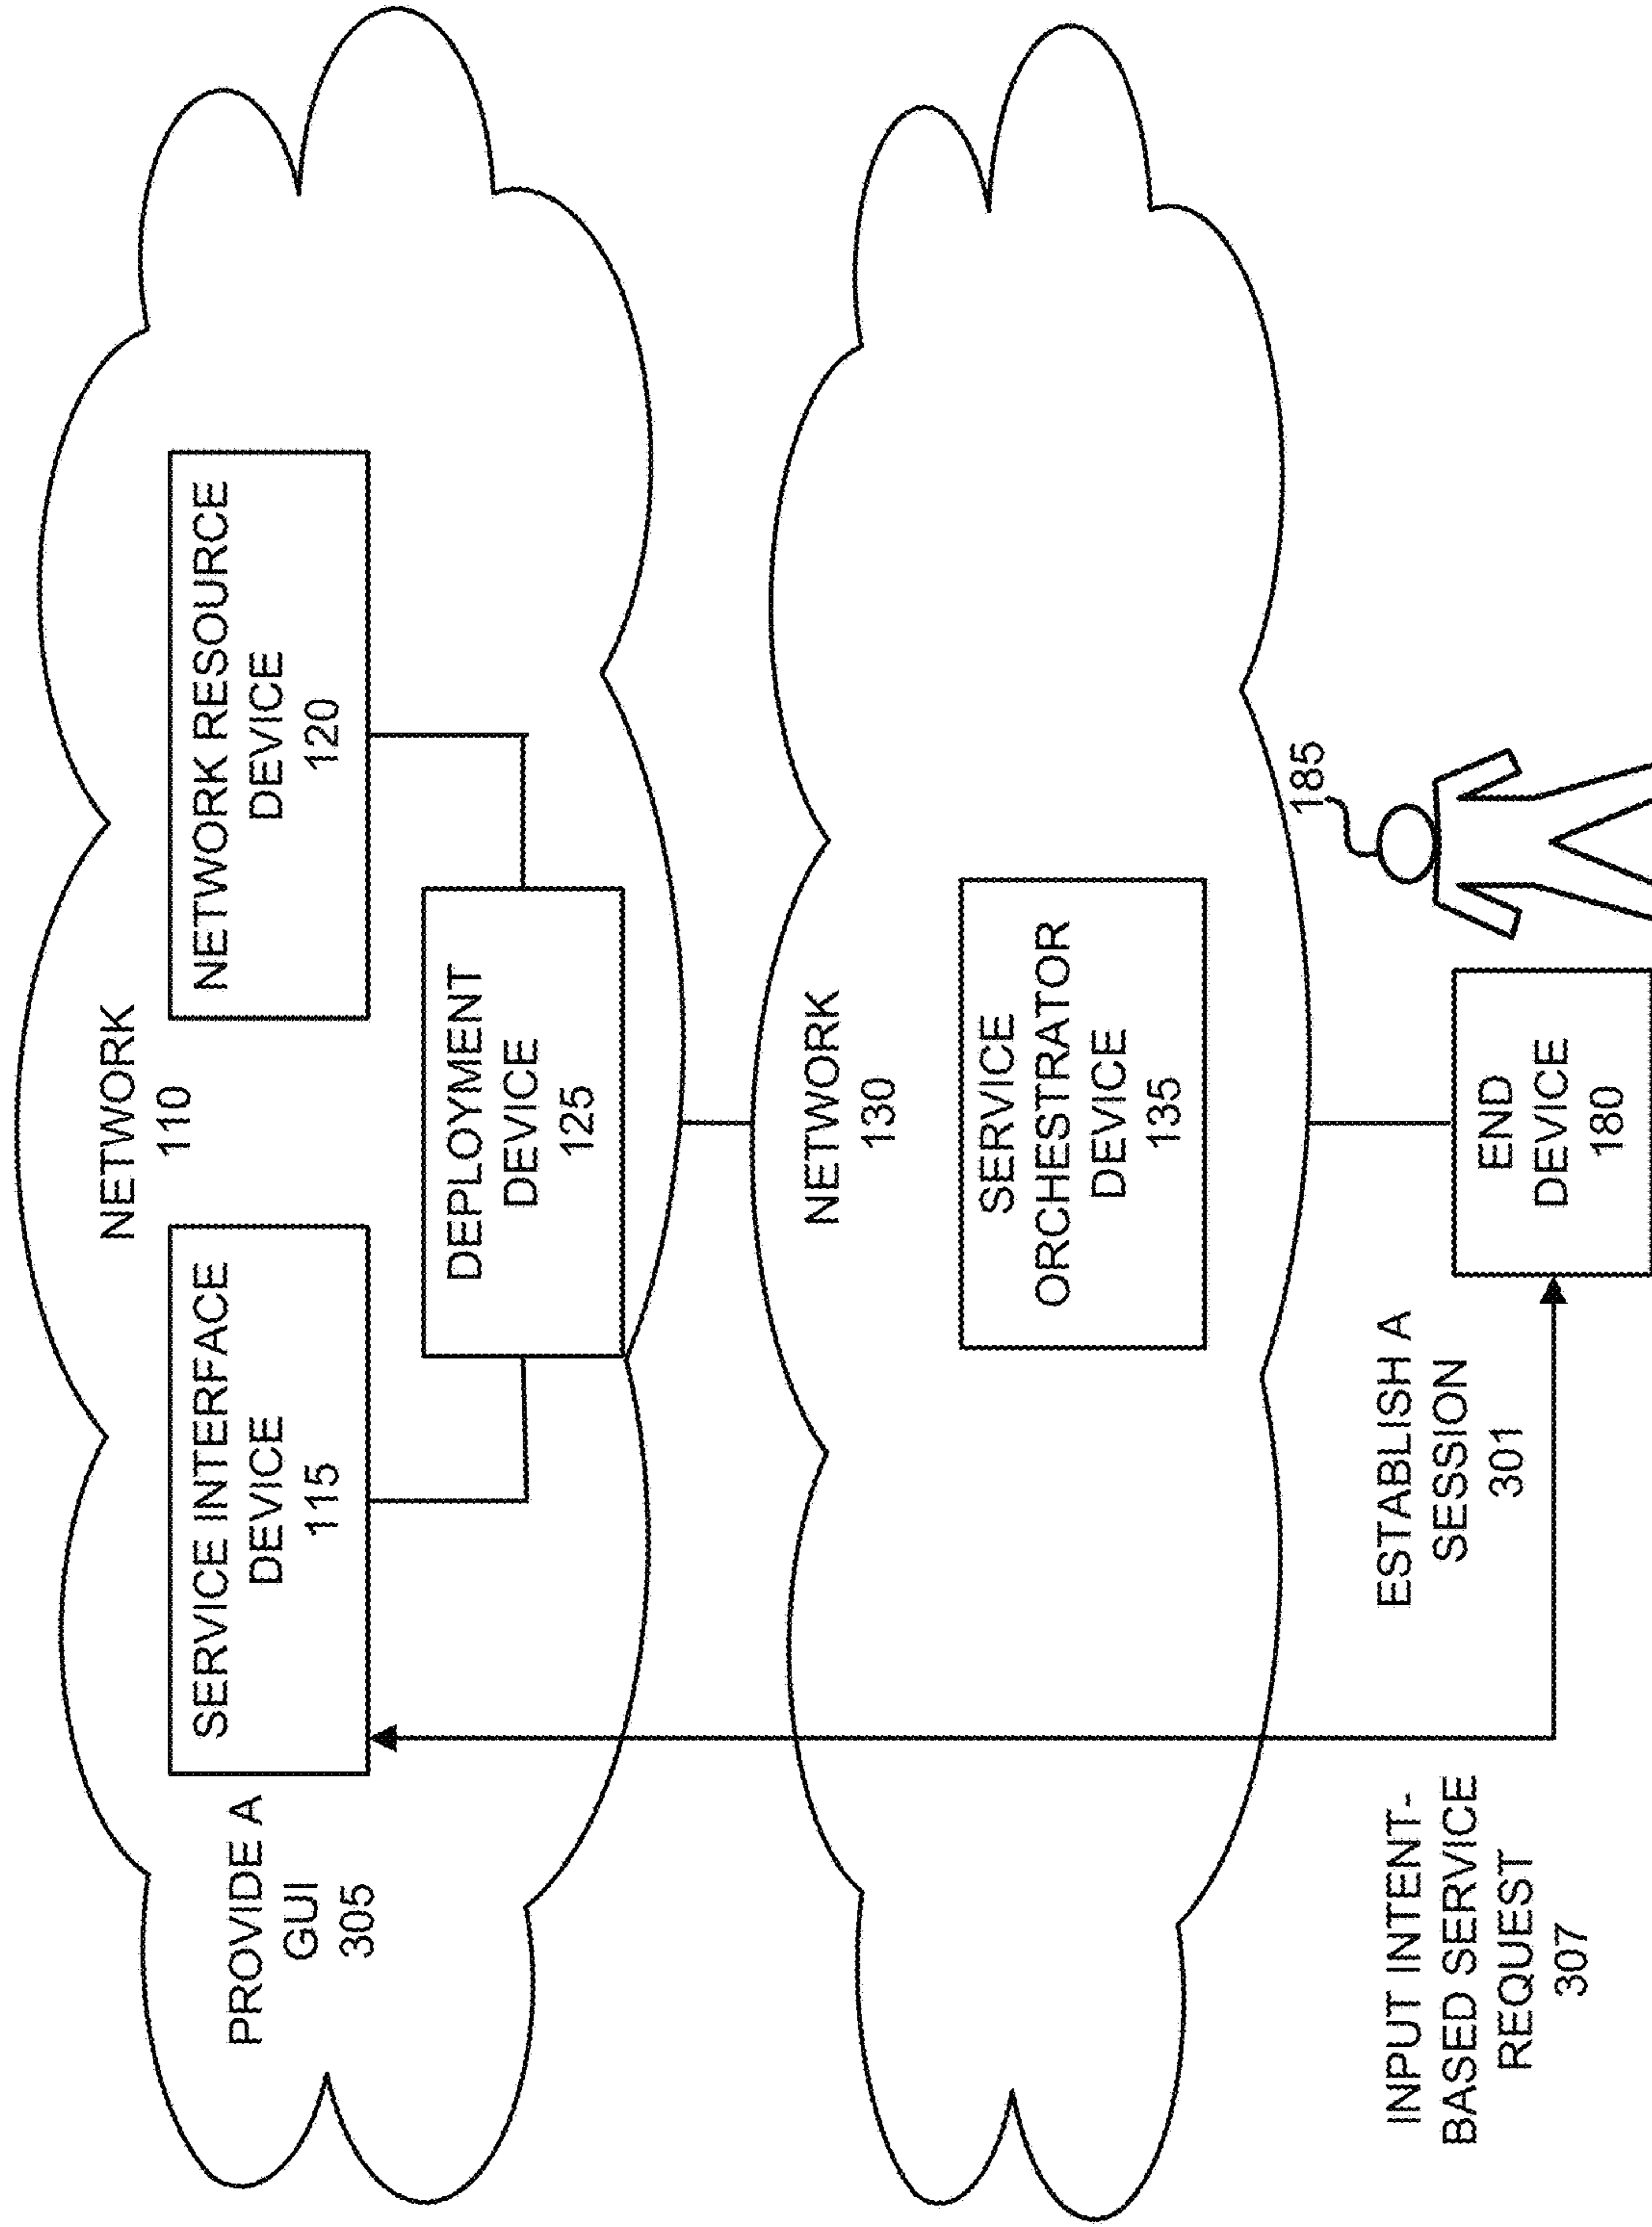 NETWORK
110
PROVIDE A
GUI
305
SERVICE INTERFACE
DEVICE
115
NETWORK RESOURCE
DEVICE
120
DEPLOYMENT
DEVICE
125
NETWORK
130
SERVICE
ORCHESTRATOR
DEVICE
135
185
INPUT INTENT-
BASED SERVICE
REQUEST
307
ESTABLISH A
SESSION
301
END
DEVICE
180